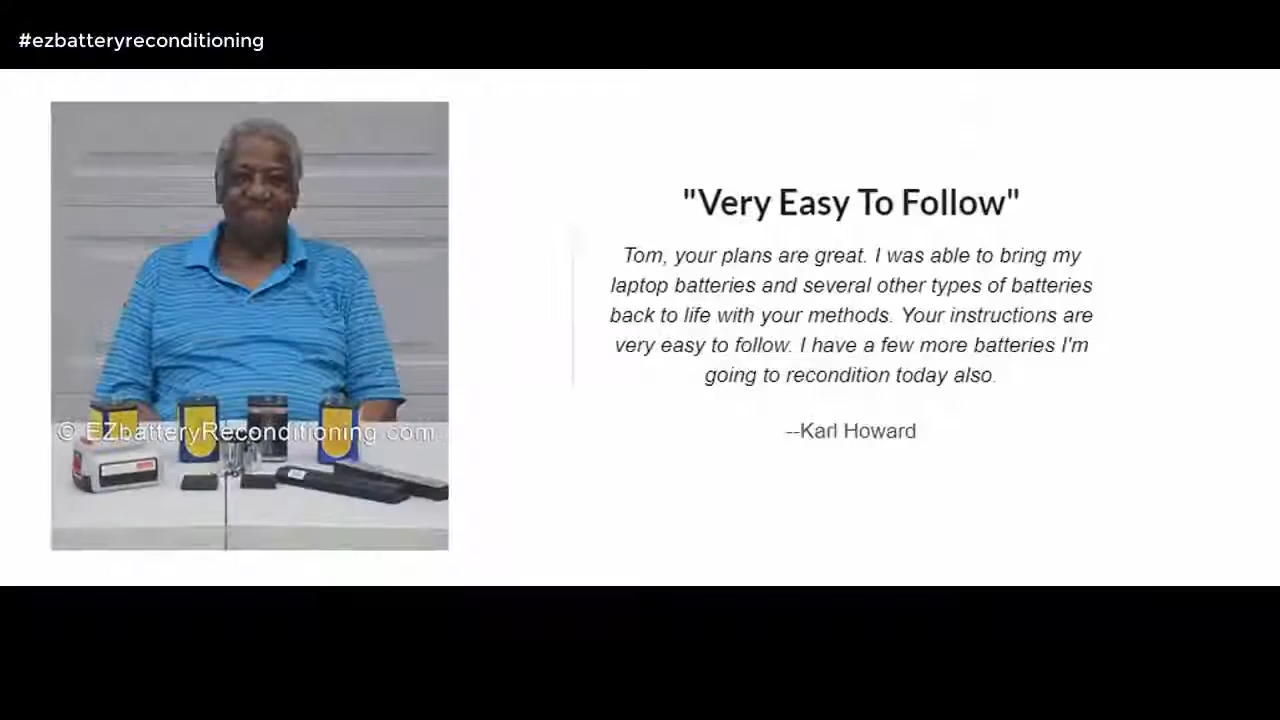 #ezbatteryreconditioning
"Very Easy To Follow"
Tom, your plans are great. I was able to bring my
laptop batteries and several other types of batteries
back to life with your methods. Your instructions are
very easy to follow. I have a few more batteries I'm
going to recondition today also.
--Karl Howard
© EZbatteryReconditioning com